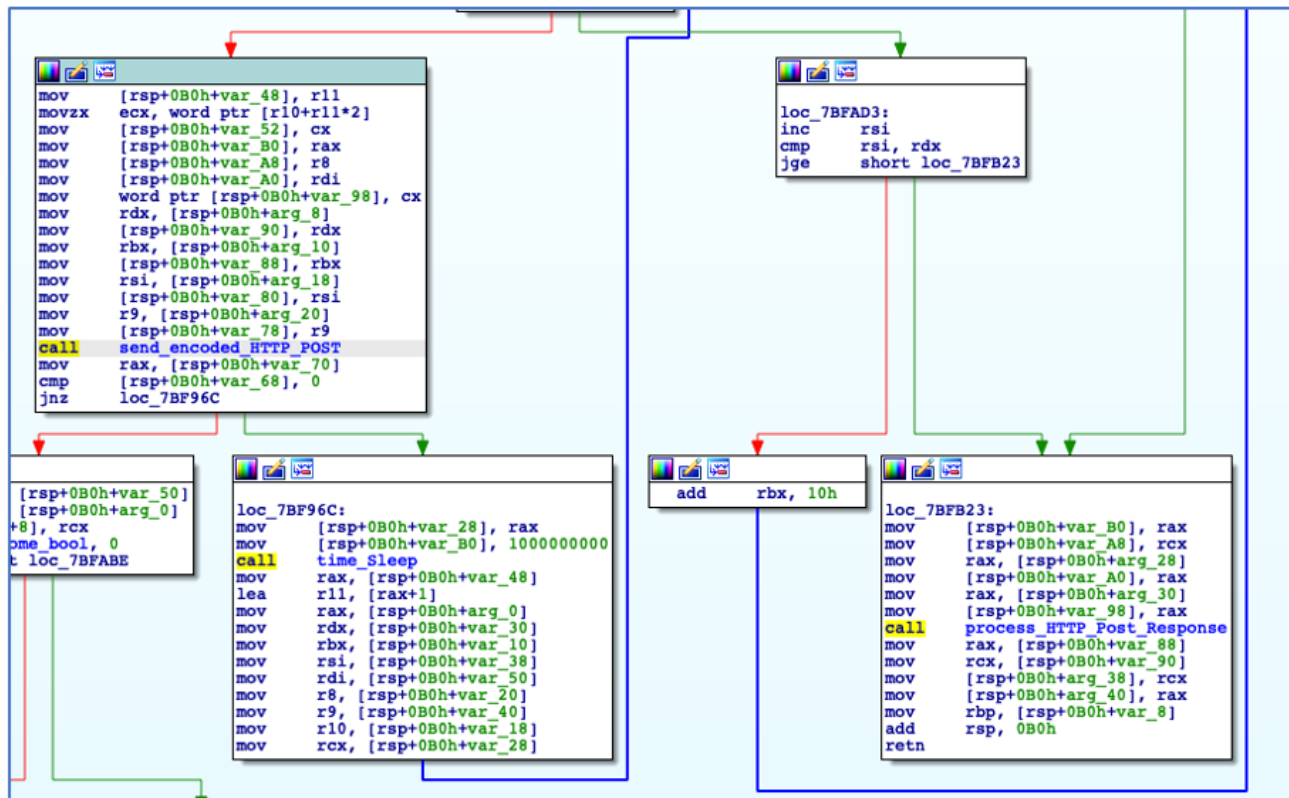 mov [rsp+0B0h+var_48], r11
movzx ecx, word ptr [r10+r11*2]
mov [rsp+0B0h+var_52], cx
mov [rsp+0B0h+var_B0], rax
mov [rsp+0B0h+var_A8], r8
mov [rsp+0B0h+var_A0], rdi
mov word ptr [rsp+0B0h+var_98], cx
mov rdx, [rsp+0B0h+arg_8]
mov [rsp+0B0h+var_90], rdx
mov rbx, [rsp+0B0h+arg_10]
mov [rsp+0B0h+var_88], rbx
mov rsi, [rsp+0B0h+arg_18]
mov [rsp+0B0h+var_80], rsi
mov r9, [rsp+0B0h+arg_20]
mov [rsp+0B0h+var_78], r9
call send_encoded_HTTP_POST
mov rax, [rsp+0B0h+var_70]
cmp [rsp+0B0h+var_68], 0
jnz loc_7BF96C
loc_7BFAD3:
inc rsi
cmp rsi, rdx
jge short loc_7BFB23
[rsp+0B0h+var_50]
[rsp+0B0h+arg_0]
+8], rcx
ome_bool, 0
t loc_7BFABE
loc_7BF96C:
mov [rsp+0B0h+var_28], rax
mov [rsp+0B0h+var_B0], 1000000000
call time_Sleep
mov rax, [rsp+0B0h+var_48]
lea r11, [rax+1]
mov rax, [rsp+0B0h+arg_0]
mov rdx, [rsp+0B0h+var_30]
mov rbx, [rsp+0B0h+var_10]
mov rsi, [rsp+0B0h+var_38]
mov rdi, [rsp+0B0h+var_50]
mov r8, [rsp+0B0h+var_20]
mov r9, [rsp+0B0h+var_40]
mov r10, [rsp+0B0h+var_18]
mov rcx, [rsp+0B0h+var_28]
add rbx, 10h
loc_7BFB23:
mov [rsp+0B0h+var_B0], rax
mov [rsp+0B0h+var_A8], rcx
mov rax, [rsp+0B0h+arg_28]
mov [rsp+0B0h+var_A0], rax
mov rax, [rsp+0B0h+arg_30]
mov [rsp+0B0h+var_98], rax
call process_HTTP_Post_Response
mov rax, [rsp+0B0h+var_88]
mov rcx, [rsp+0B0h+var_90]
mov [rsp+0B0h+arg_38], rcx
mov [rsp+0B0h+arg_40], rax
mov rbp, [rsp+0B0h+var_8]
add rsp, 0B0h
retn